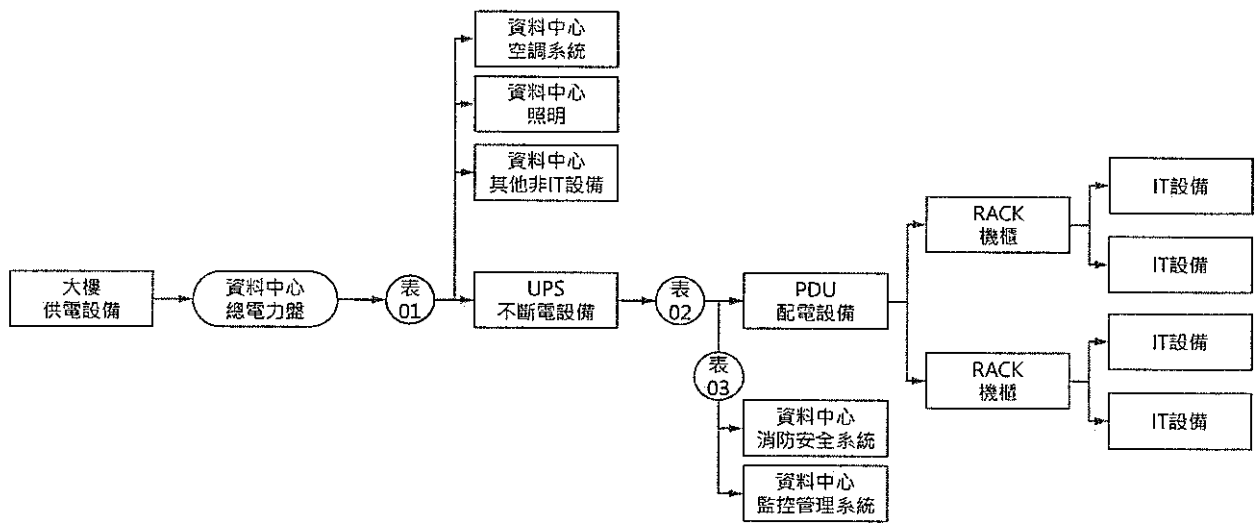 資料中心
空調系統
資料中心
照明
資料中心
其他非IT設備
大樓
供電設備
資料中心
總電力盤
表
01
UPS
不斷電設備
表
02
PDU
配電設備
表
03
資料中心
消防安全系統
資料中心
監控管理系統
RACK
機櫃
RACK
機櫃
IT設備
IT設備
IT設備
IT設備